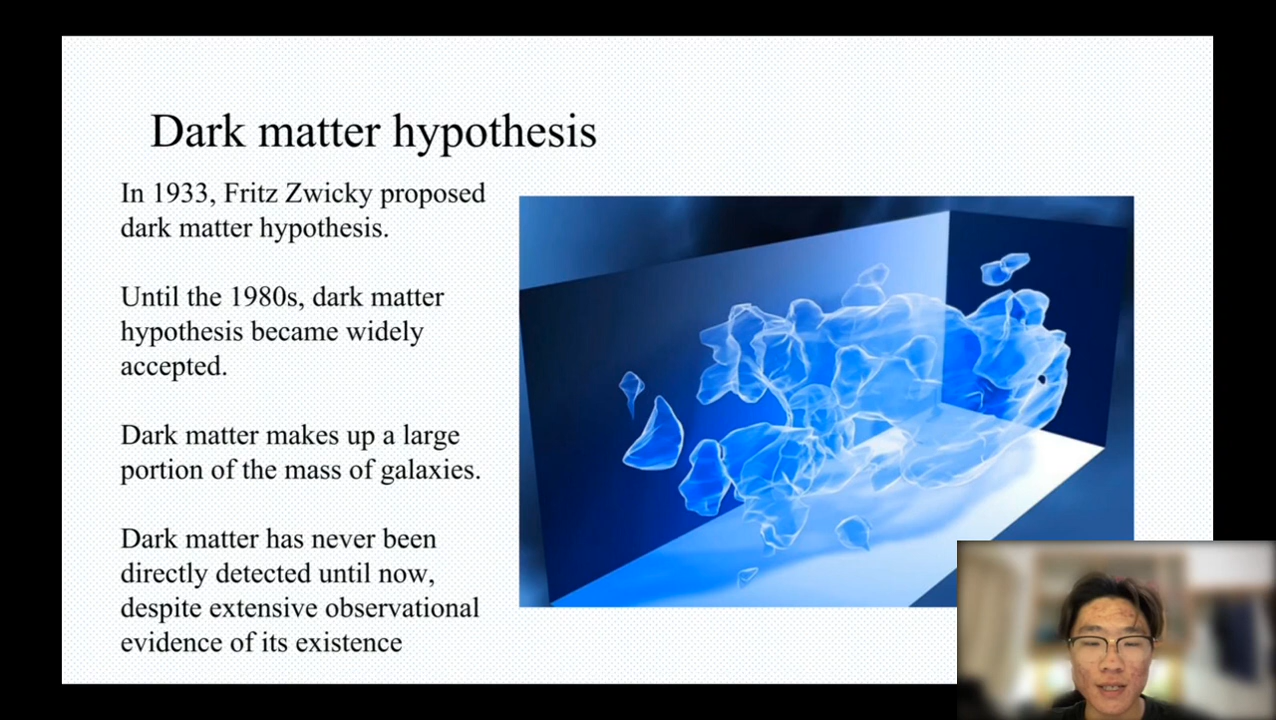 Dark matter hypothesis
In 1933, Fritz Zwicky proposed
dark matter hypothesis.
Until the 1980s, dark matter
hypothesis became widely
accepted.
Dark matter makes up a large
portion of the mass of galaxies.
Dark matter has never been
directly detected until now,
despite extensive observational
evidence of its existence